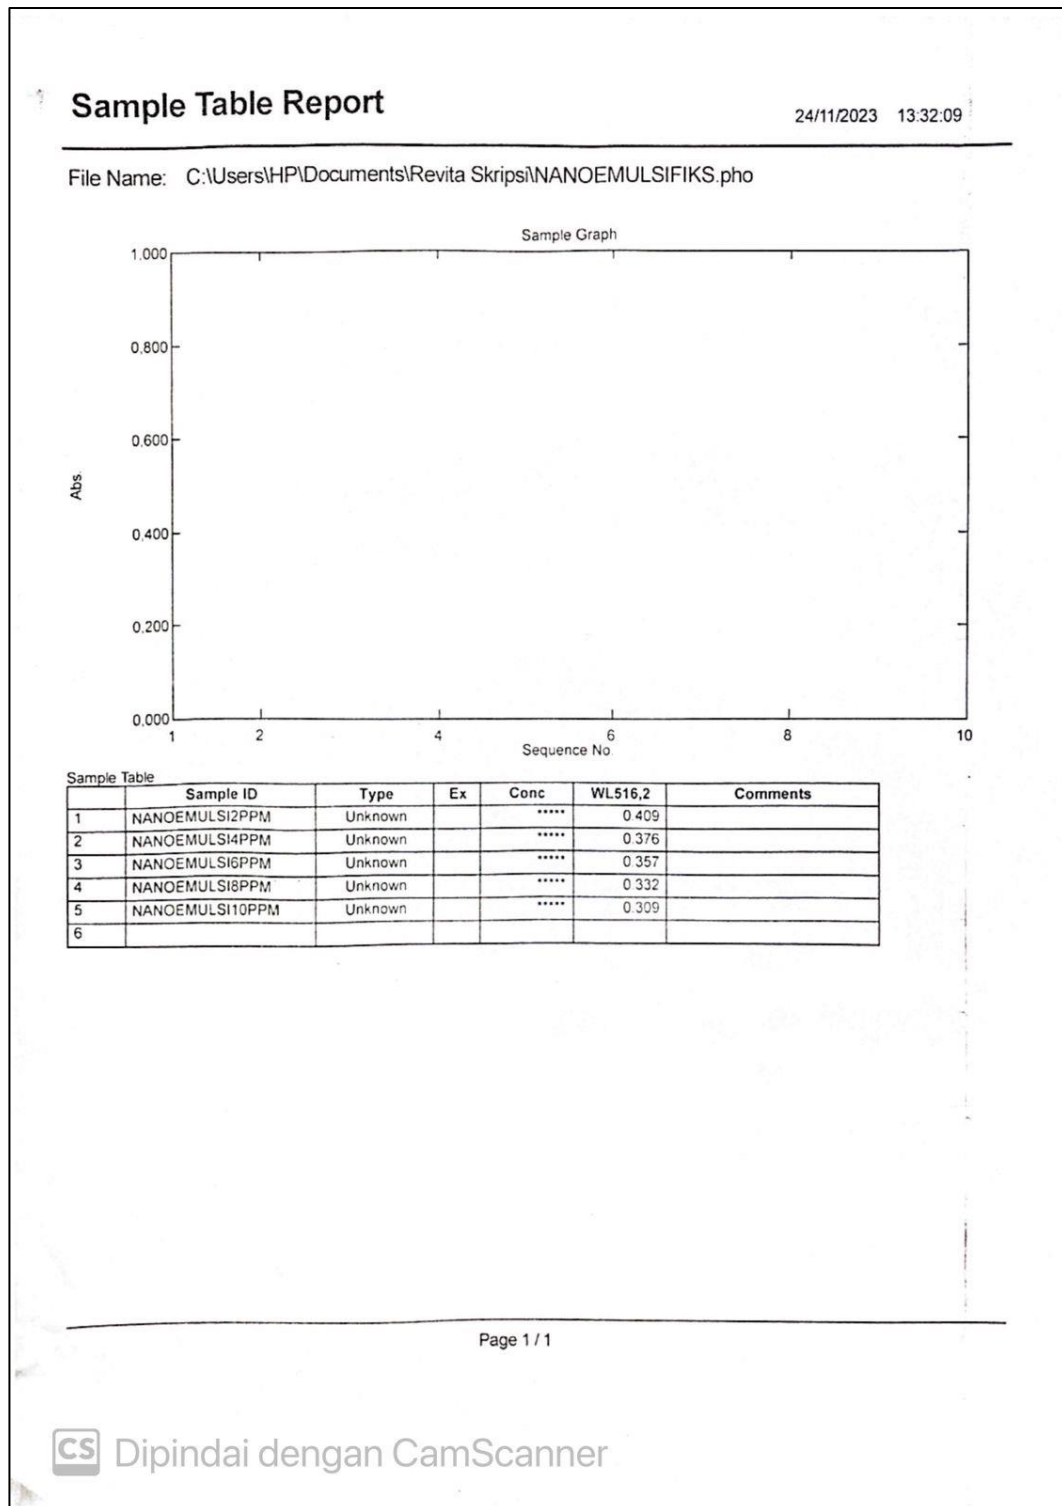 Sample Table Report
24/11/2023 13:32:09
File Name: C:\Users\HP\Documents\Revita Skripsi\NANOEMULSIFIKS.pho
Sample Graph
1.000
0.800
0.600
Abs.
0.400
0.200
0.000
1 2 4 6 8 10
Sequence No.
Sample Table
Sample ID Type Ex Conc WL516,2 Comments
1 NANOEMULSI2PPM Unknown ***** 0.409
2 NANOEMULSI4PPM Unknown ***** 0.376
3 NANOEMULSI6PPM Unknown ***** 0.357
4 NANOEMULSI8PPM Unknown ***** 0.332
5 NANOEMULSI10PPM Unknown ***** 0.309
6
Page 1 / 1
CS Dipindai dengan CamScanner